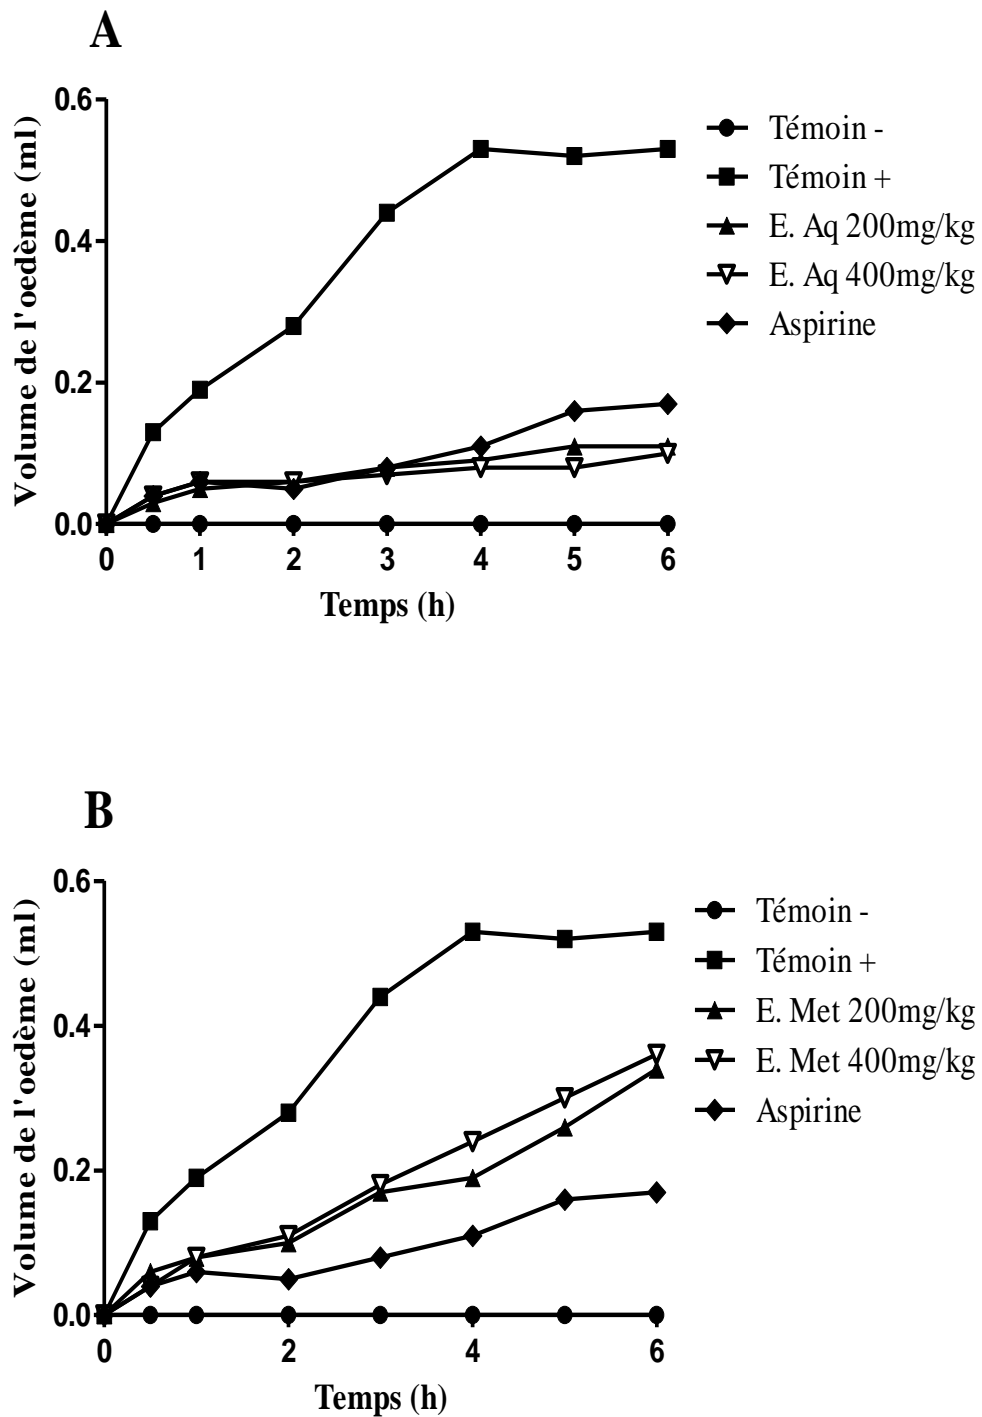 A
0.6
0.4
0.2
0.0
Volume de l'oedème (ml)
0 1 2 3 4 5 6
Temps (h)
Témoin -
Témoin +
E. Aq 200mg/kg
E. Aq 400mg/kg
Aspirine
B
0.6
0.4
0.2
0.0
Volume de l'oedème (ml)
0 2 4 6
Temps (h)
Témoin -
Témoin +
E. Met 200mg/kg
E. Met 400mg/kg
Aspirine